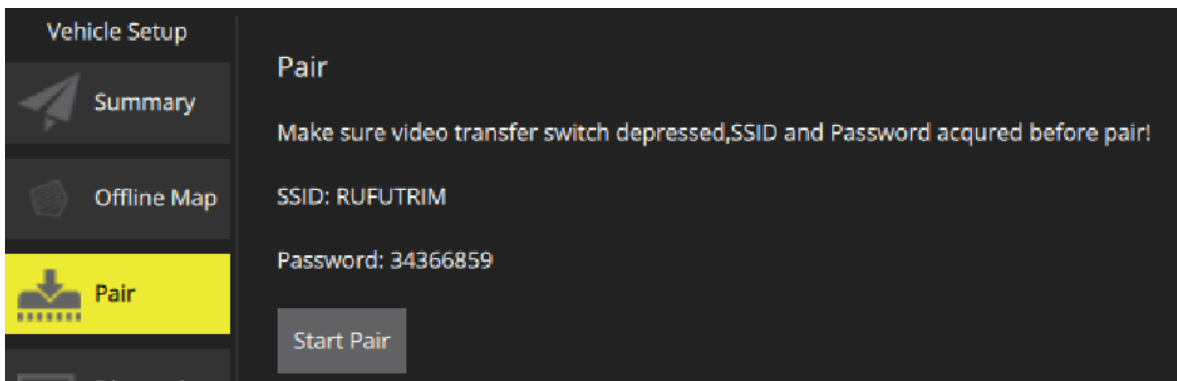 Vehicle Setup
Summary
Offline Map
Pair
Pair
Make sure video transfer switch depressed,SSID and Password acqured before pair!
SSID: RUFUTRIM
Password: 34366859
Start Pair